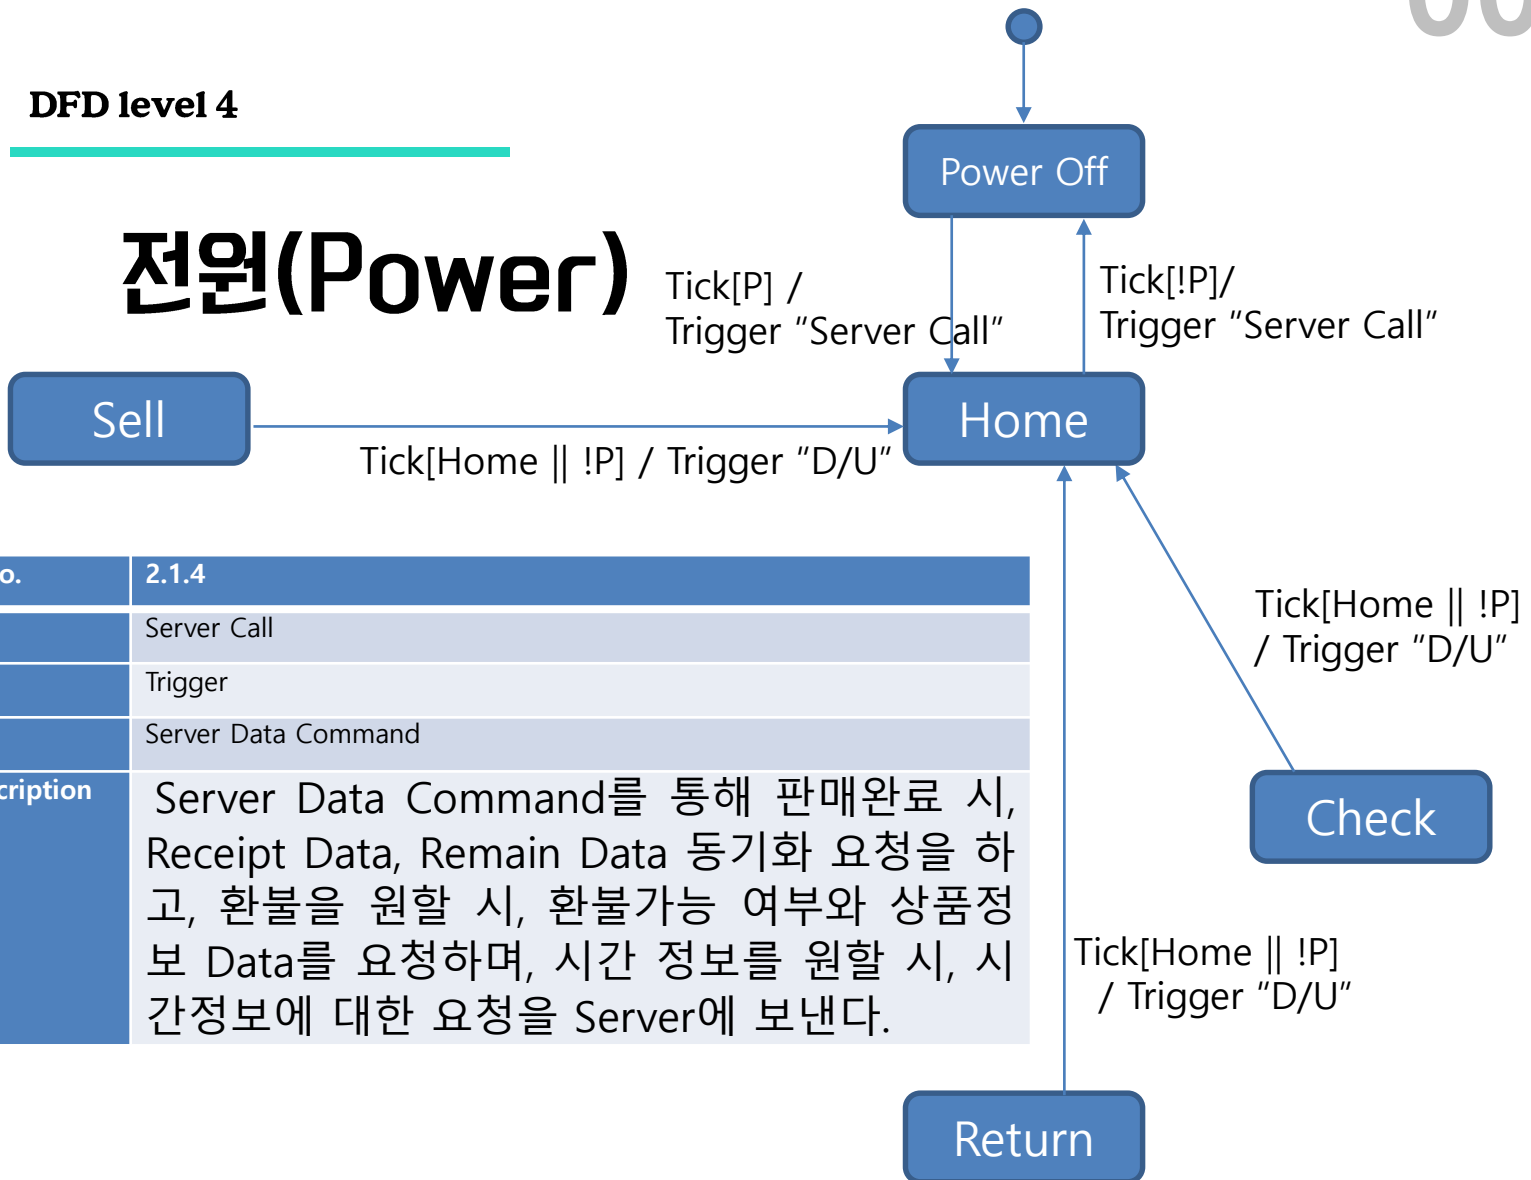 DFD level 4
Power Off
전원(Power)
Tick[P] /
Trigger "Server Call"
Tick[!P]/
Trigger "Server Call"
Sell
Home
Tick[Home || !P] / Trigger "D/U"
o.
2.1.4
Server Call
Trigger
Server Data Command
cription
Server Data Command를 통해 판매완료 시,
Receipt Data, Remain Data 동기화 요청을 하
고, 환불을 원할 시, 환불가능 여부와 상품정
보 Data를 요청하며, 시간 정보를 원할 시, 시
간정보에 대한 요청을 Server에 보낸다.
Tick[Home || !P]
/ Trigger "D/U"
Check
Tick[Home || !P]
/ Trigger "D/U"
Return